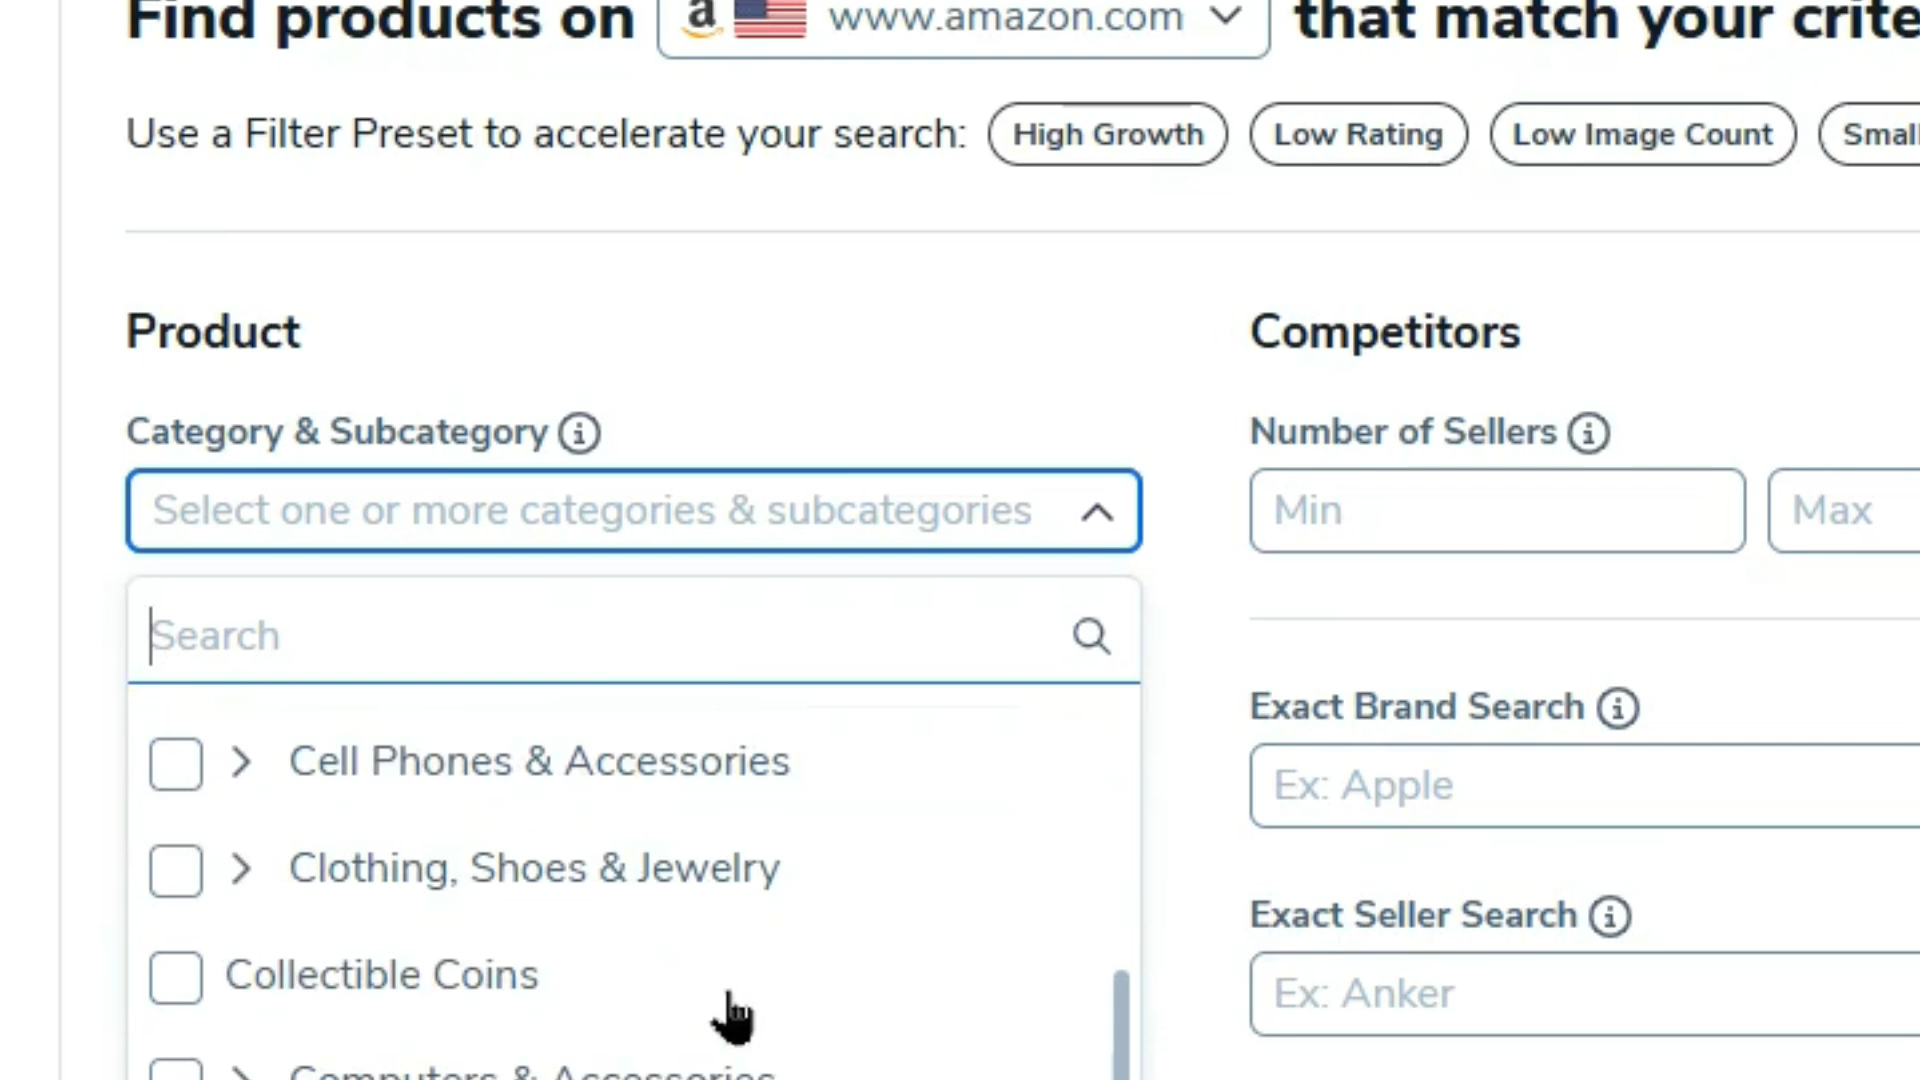 Find products on www.amazon.com that match your crite
Use a Filter Preset to accelerate your search: High Growth Low Rating Low Image Count Small
Product
Competitors
Category & Subcategory
Number of Sellers
Select one or more categories & subcategories
Min
Max
Search
Exact Brand Search
Cell Phones & Accessories
Ex: Apple
Clothing, Shoes & Jewelry
Exact Seller Search
Collectible Coins
Ex: Anker
Computers & Accessories